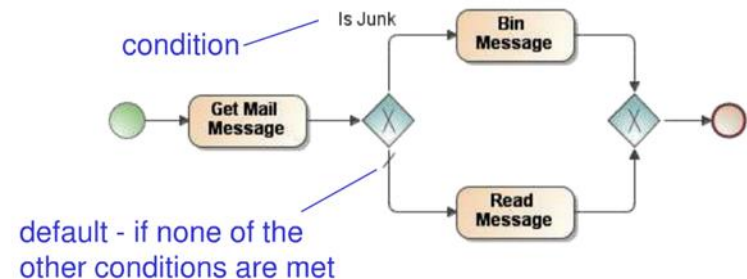 Is Junk
condition
Bin
Message
Get Mail
Message
X
X
Read
Message
default - if none of the
other conditions are met